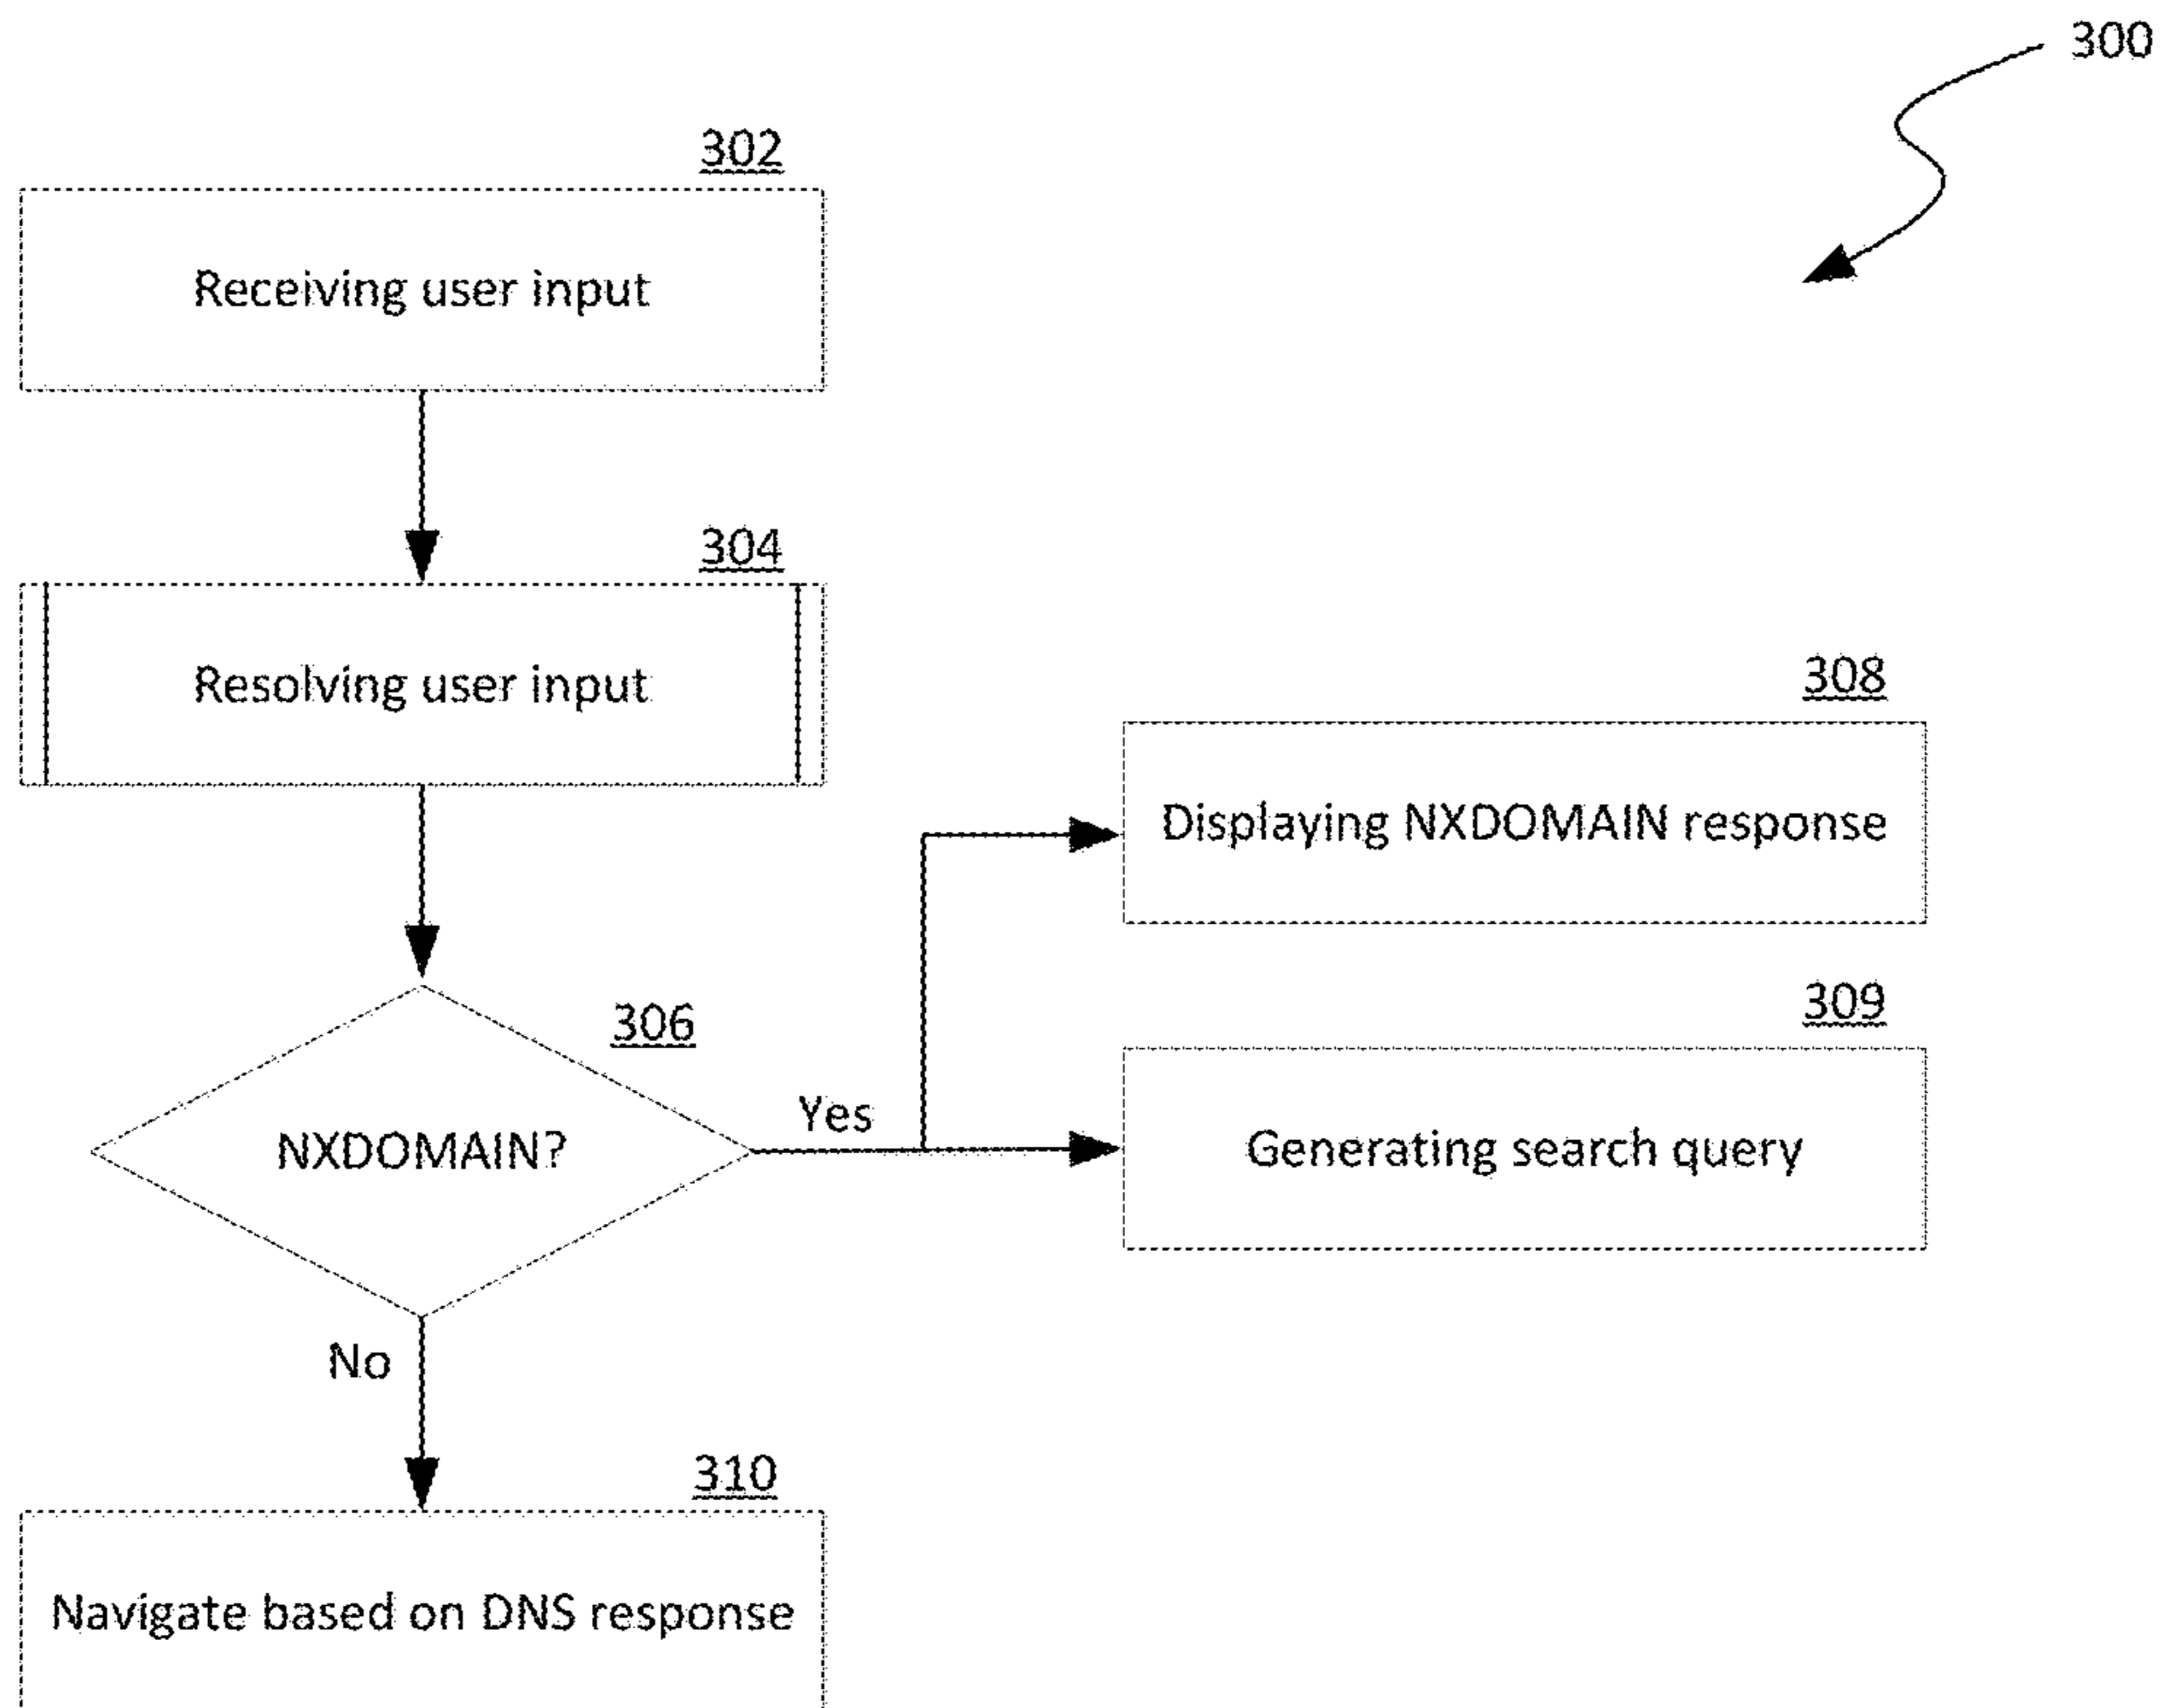 300
302
Receiving user input
304
Resolving user input
308
Displaying NXDOMAIN response
306
NXDOMAIN?
Yes
309
Generating search query
No
310
Navigate based on DNS response